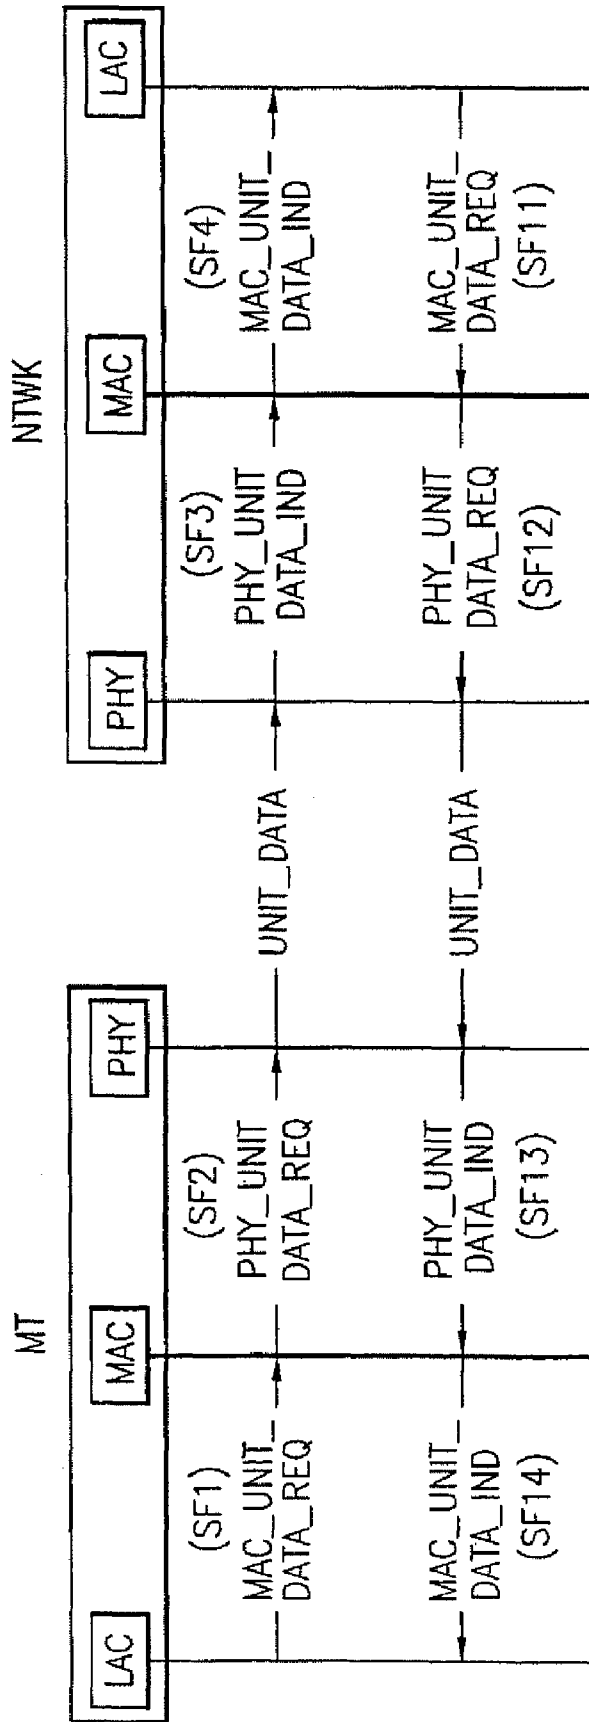 MT
NTWK
LAC
MAC
PHY
PHY
MAC
LAC
(SF1)
MAC_UNIT_
DATA_REQ
(SF2)
PHY_UNIT
DATA_REQ
UNIT_DATA
(SF3)
PHY_UNIT
DATA_IND
(SF4)
MAC_UNIT_
DATA_IND
MAC_UNIT_
DATA_IND
(SF14)
PHY_UNIT
DATA_IND
(SF13)
UNIT_DATA
PHY_UNIT
DATA_REQ
(SF12)
MAC_UNIT_
DATA_REQ
(SF11)